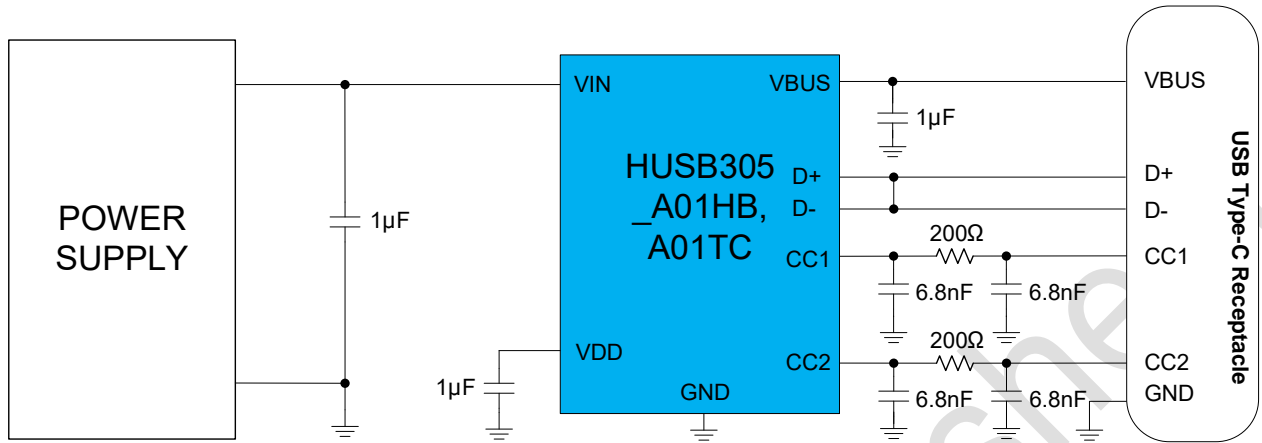 POWER
SUPPLY
1µF
VIN
VDD
1µF
HUSB305
_A01HB,
A01TC
VBUS
D+
D-
CC1
CC2
GND
1µF
200Ω
6.8nF
6.8nF
200Ω
6.8nF
6.8nF
VBUS
D+
D-
CC1
CC2
GND
USB Type-C Receptacle